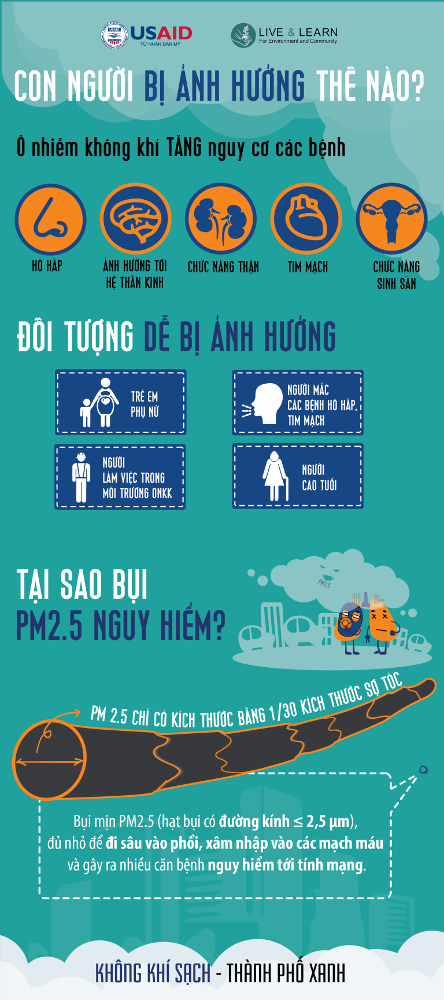 USAID
TỪ NHÂN DÂN MỸ
LIVE & LEARN
For Environment and Community
CON NGƯỜI BỊ ẢNH HƯỞNG THẾ NÀO?
Ô nhiễm không khí TĂNG nguy cơ các bệnh
HÔ HẤP
ẢNH HƯỞNG TỚI
HỆ THẦN KINH
CHỨC NĂNG THẬN
TIM MẠCH
CHỨC NĂNG
SINH SẢN
ĐỐI TƯỢNG DỄ BỊ ẢNH HƯỞNG
TRẺ EM
PHỤ NỮ
NGƯỜI MẮC
CÁC BỆNH HÔ HẤP,
TIM MẠCH
NGƯỜI
LÀM VIỆC TRONG
MÔI TRƯỜNG ONKK
NGƯỜI
CAO TUỔI
TẠI SAO BỤI
PM2.5 NGUY HIỂM?
PM2.5
PM 2.5 CHỈ CÓ KÍCH THƯỚC BẰNG 1/30 KÍCH THƯỚC SỢ TÓC
Bụi mịn PM2.5 (hạt bụi có đường kính ≤ 2,5 µm),
đủ nhỏ để đi sâu vào phổi, xâm nhập vào các mạch máu
và gây ra nhiều căn bệnh nguy hiểm tới tính mạng.
KHÔNG KHÍ SẠCH - THÀNH PHỐ XANH